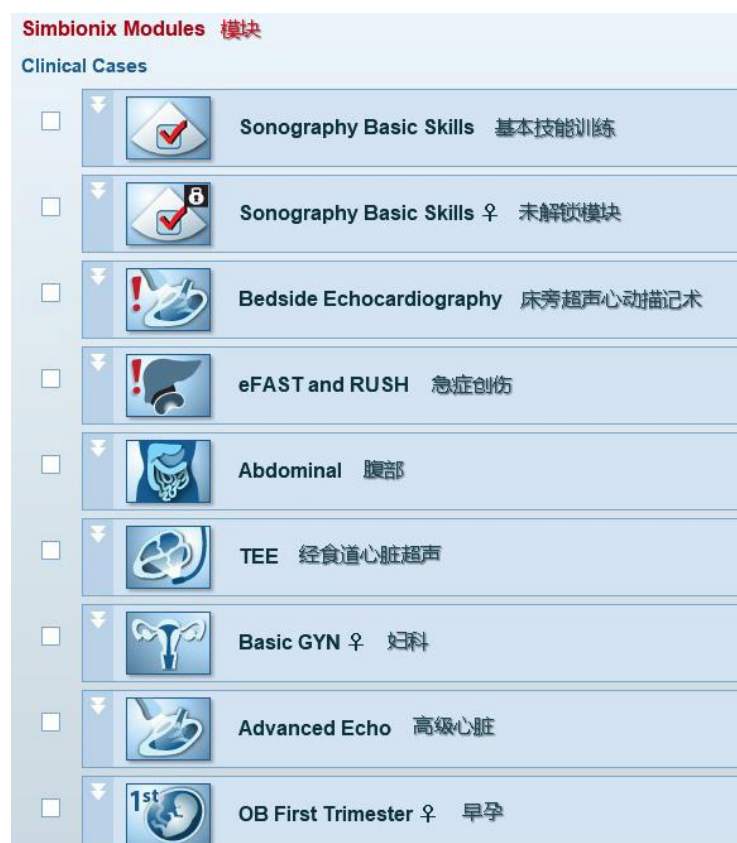 Simbionix Modules 模块
Clinical Cases
Sonography Basic Skills 基本技能训练
Sonography Basic Skills ♀ 未解锁模块
Bedside Echocardiography 床旁超声心动描记术
eFAST and RUSH 急症创伤
Abdominal 腹部
TEE 经食道心脏超声
Basic GYN ♀ 妇科
Advanced Echo 高级心脏
1st
OB First Trimester ♀ 早孕